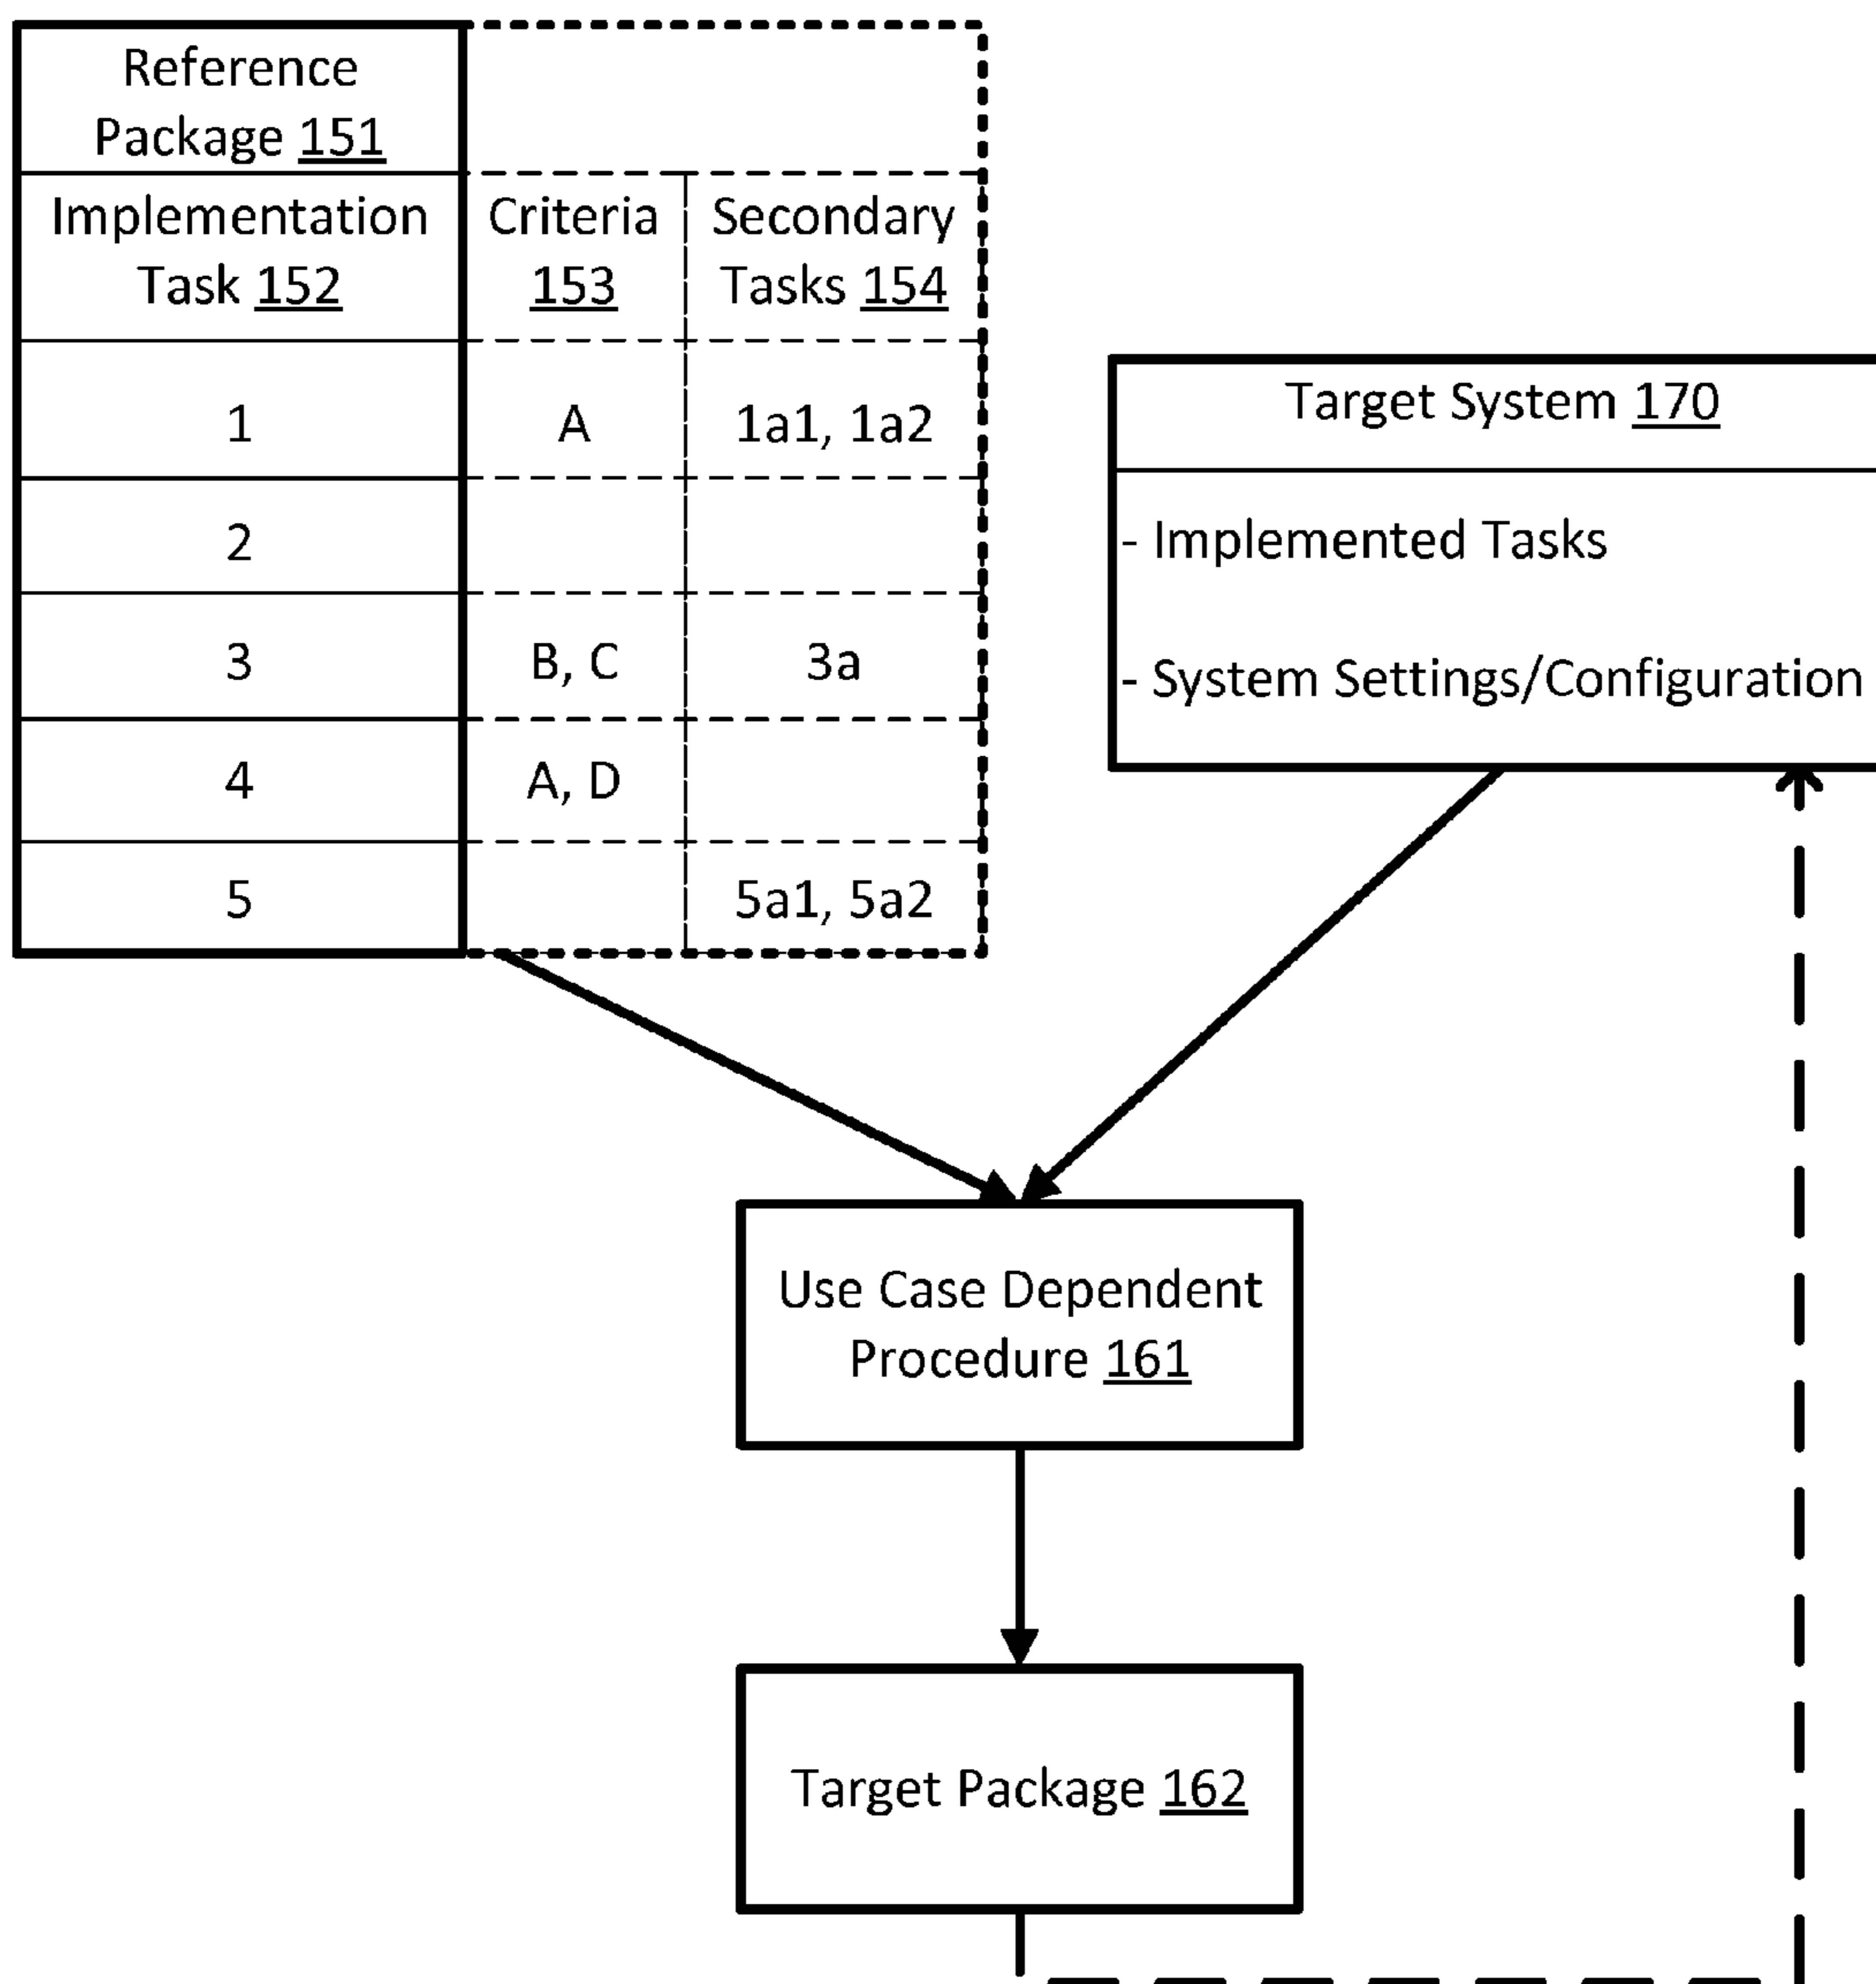 Reference
Package 151
Implementation
Task 152
Criteria
153
Secondary
Tasks 154
1
A
1a1, 1a2
2
3
B, C
3a
4
A, D
5
5a1, 5a2
Target System 170
- Implemented Tasks
- System Settings/Configuration
Use Case Dependent
Procedure 161
Target Package 162